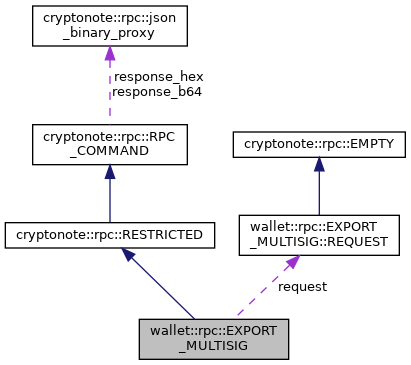 cryptonote::rpc::json
_binary_proxy
response_hex
response_b64
cryptonote::rpc::RPC
_COMMAND
cryptonote::rpc::EMPTY
cryptonote::rpc::RESTRICTED
wallet::rpc::EXPORT
_MULTISIG::REQUEST
request
wallet::rpc::EXPORT
_MULTISIG